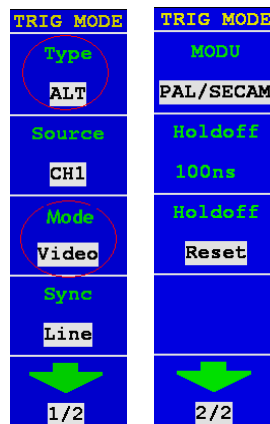 TRIG MODE
Type
ALT
Source
CH1
Mode
Video
Sync
Line
1/2
TRIG MODE
MODU
PAL/SECAM
Holdoff
100ns
Holdoff
Reset
2/2